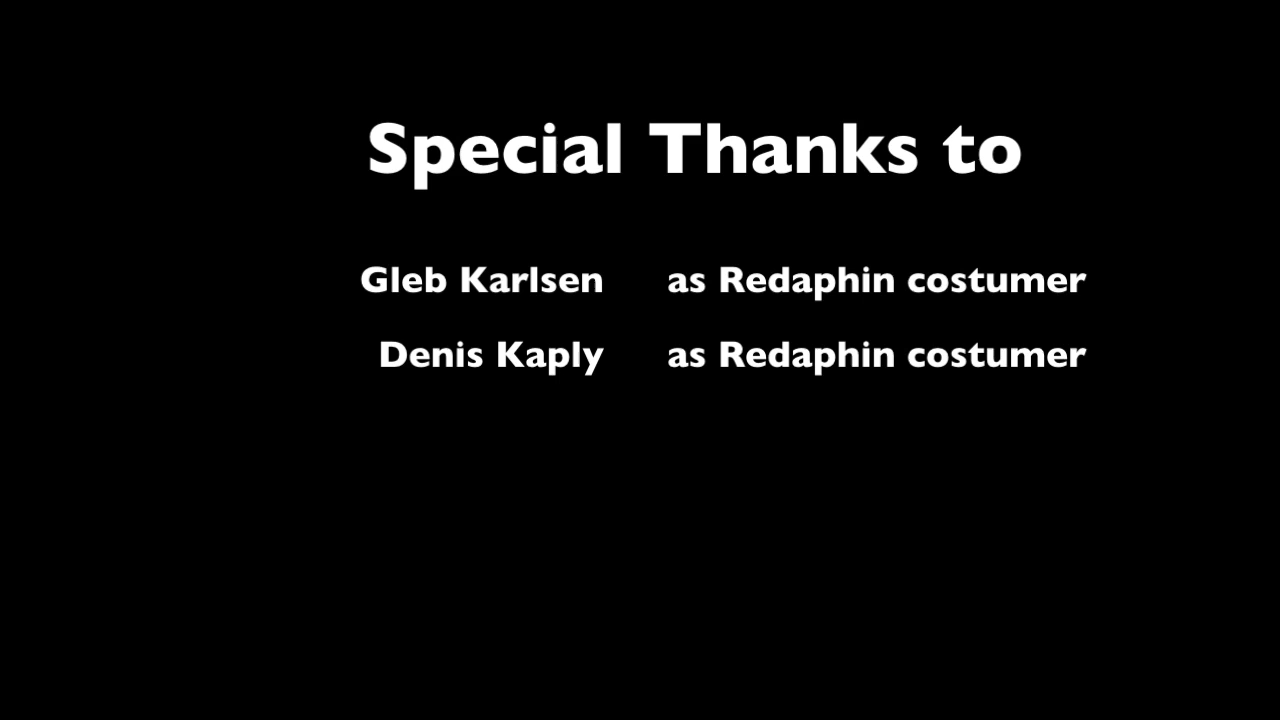 Special Thanks to
Gleb Karlsen as Redaphin costumer
Denis Kaply as Redaphin costumer